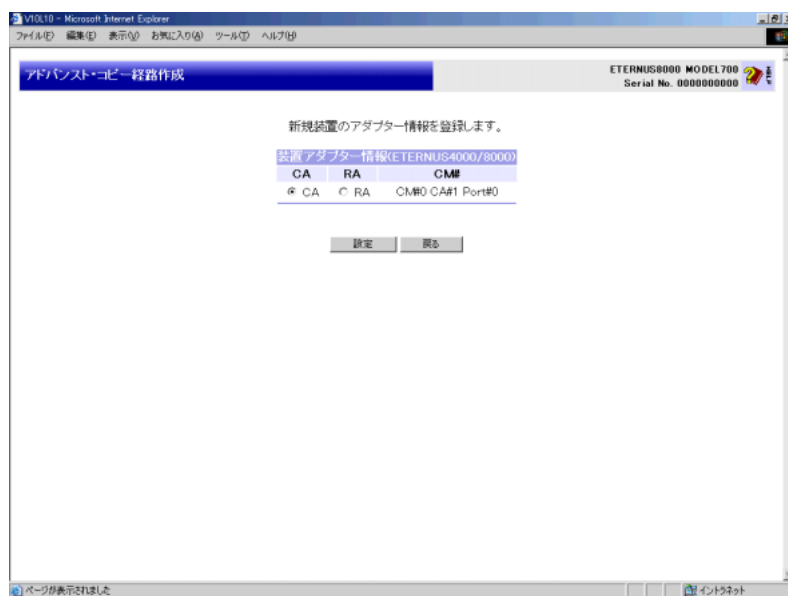 V10L10 - Microsoft Internet Explorer
ファイル(F) 編集(E) 表示(V) お気に入り(A) ツール(T) ヘルプ(H)
アドバンスト・コピー経路作成
ETERNUS8000 MODEL700
Serial No. 0000000000
新規装置のアダプター情報を登録します。
装置アダプター情報(ETERNUS4000/8000)
CA RA CM#
CA RA CM#0 CA#1 Port#0
設定 戻る
ページが表示されました
イントラネット